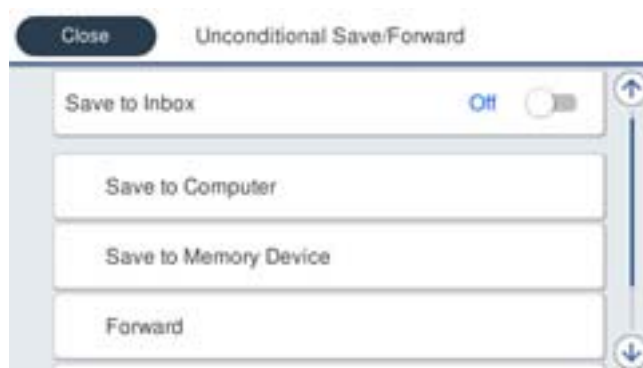 Close Unconditional Save/Forward
Save to Inbox Off
Save to Computer
Save to Memory Device
Forward